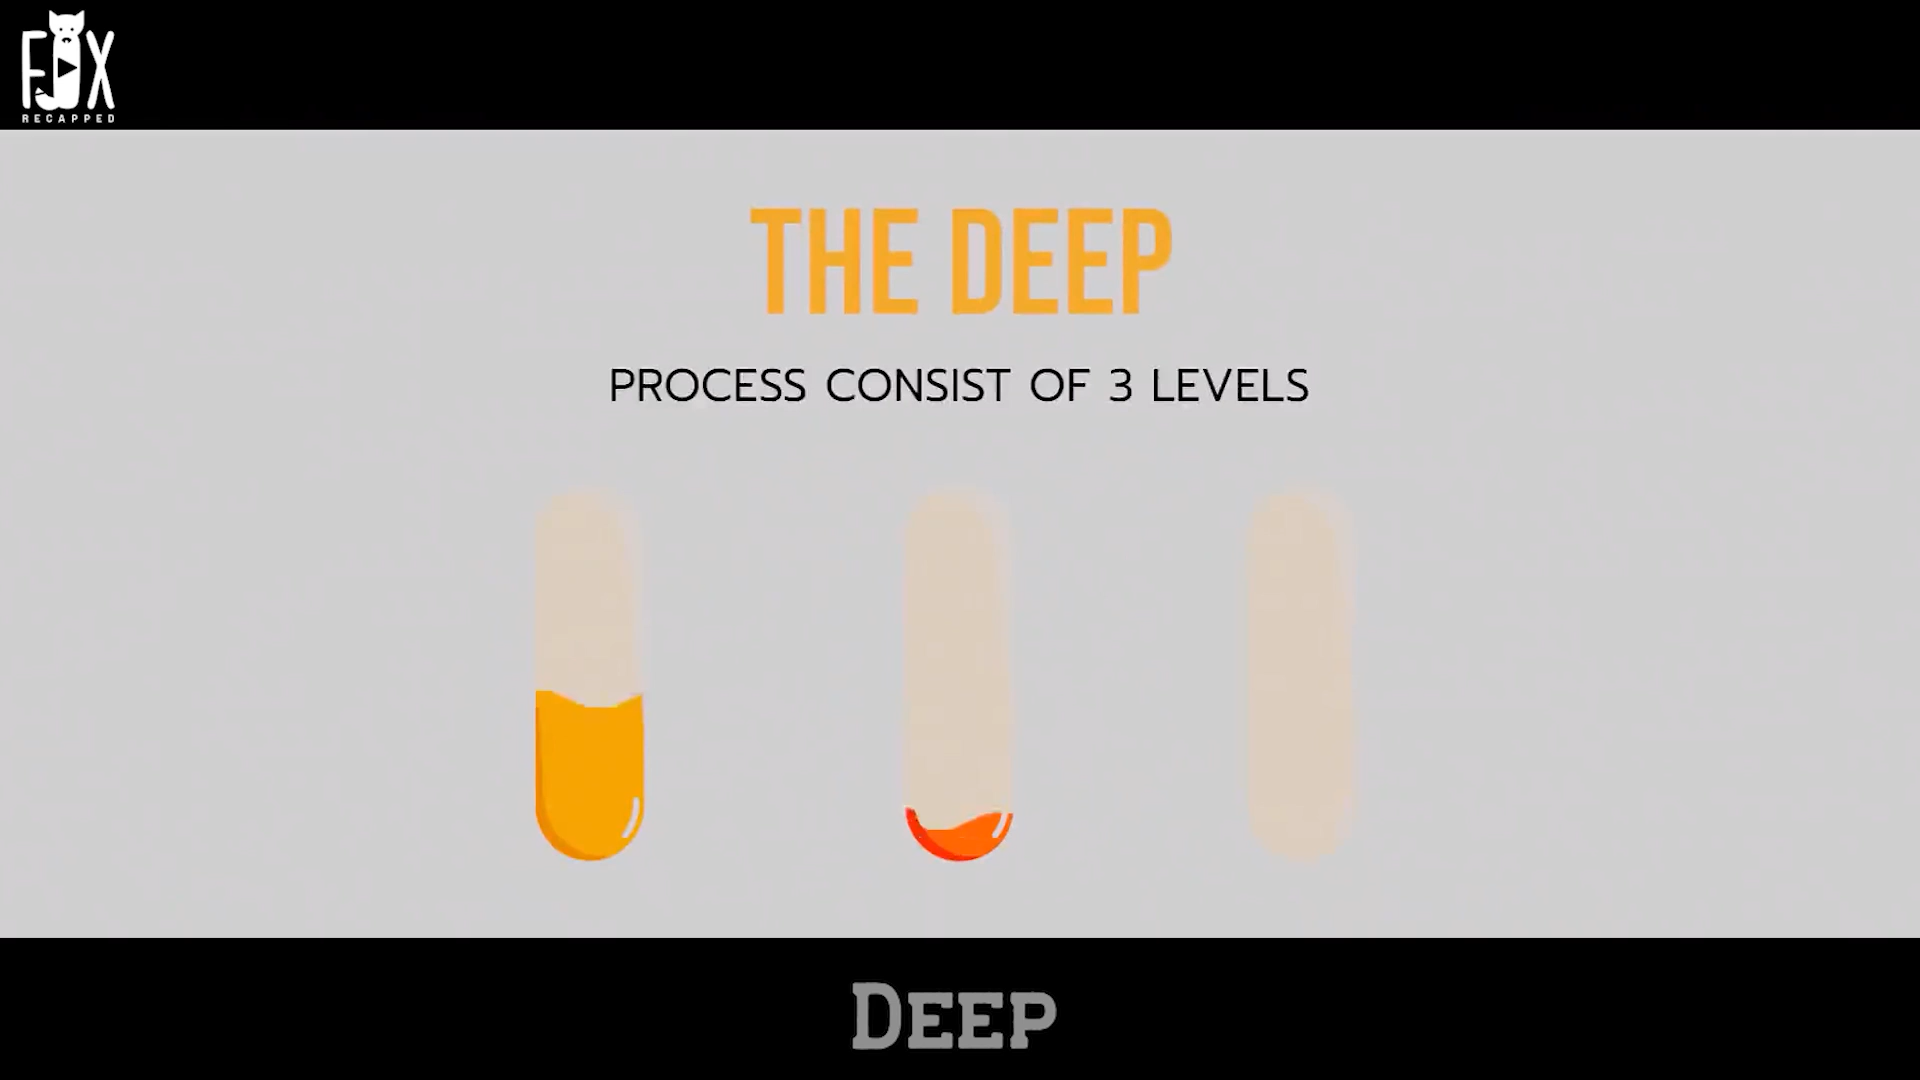 FOX
RECAPPED
THE DEEP
PROCESS CONSIST OF 3 LEVELS
DEEP